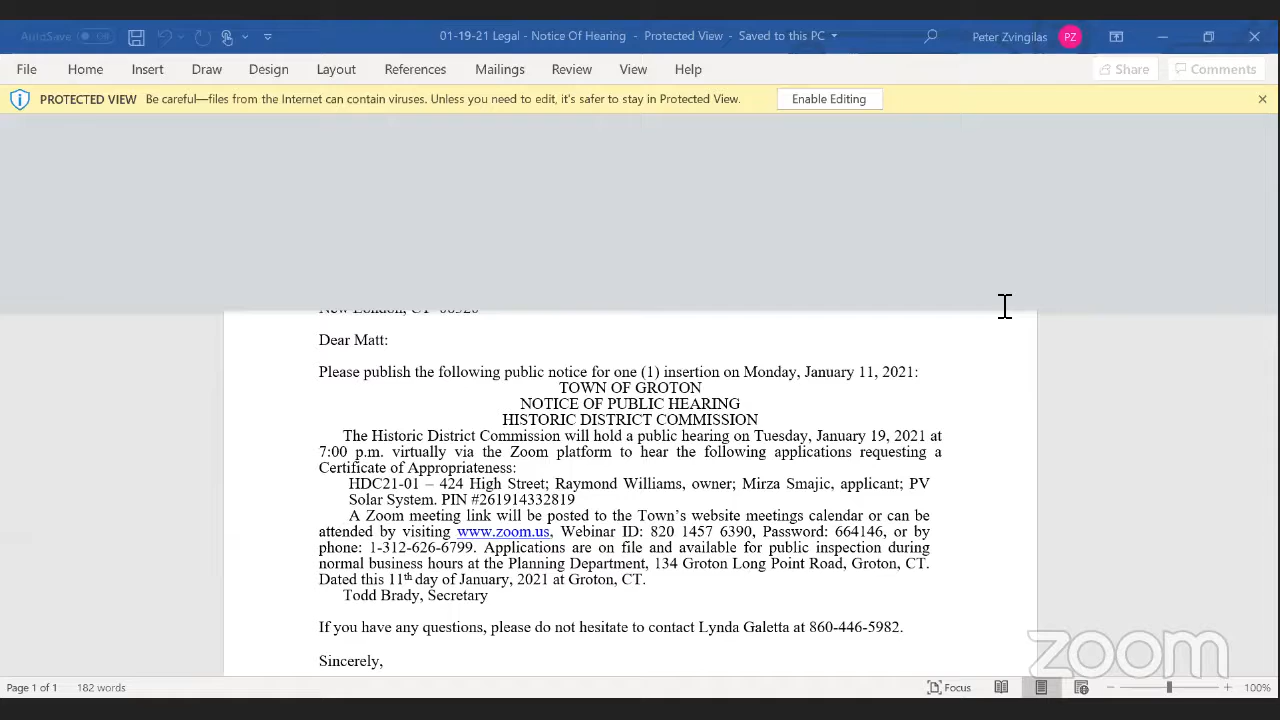 AutoSave Off 01-19-21 Legal - Notice Of Hearing - Protected View - Saved to this PC Peter Zvingilas PZ
File Home Insert Draw Design Layout References Mailings Review View Help Share Comments
PROTECTED VIEW Be careful—files from the Internet can contain viruses. Unless you need to edit, it's safer to stay in Protected View. Enable Editing
New London, CT 06320
Dear Matt:
Please publish the following public notice for one (1) insertion on Monday, January 11, 2021:
TOWN OF GROTON
NOTICE OF PUBLIC HEARING
HISTORIC DISTRICT COMMISSION
The Historic District Commission will hold a public hearing on Tuesday, January 19, 2021 at
7:00 p.m. virtually via the Zoom platform to hear the following applications requesting a
Certificate of Appropriateness:
HDC21-01 – 424 High Street; Raymond Williams, owner; Mirza Smajic, applicant; PV
Solar System. PIN #261914332819
A Zoom meeting link will be posted to the Town's website meetings calendar or can be
attended by visiting www.zoom.us, Webinar ID: 820 1457 6390, Password: 664146, or by
phone: 1-312-626-6799. Applications are on file and available for public inspection during
normal business hours at the Planning Department, 134 Groton Long Point Road, Groton, CT.
Dated this 11th day of January, 2021 at Groton, CT.
Todd Brady, Secretary
If you have any questions, please do not hesitate to contact Lynda Galetta at 860-446-5982.
Sincerely,
zoom
Page 1 of 1 182 words Focus 100%